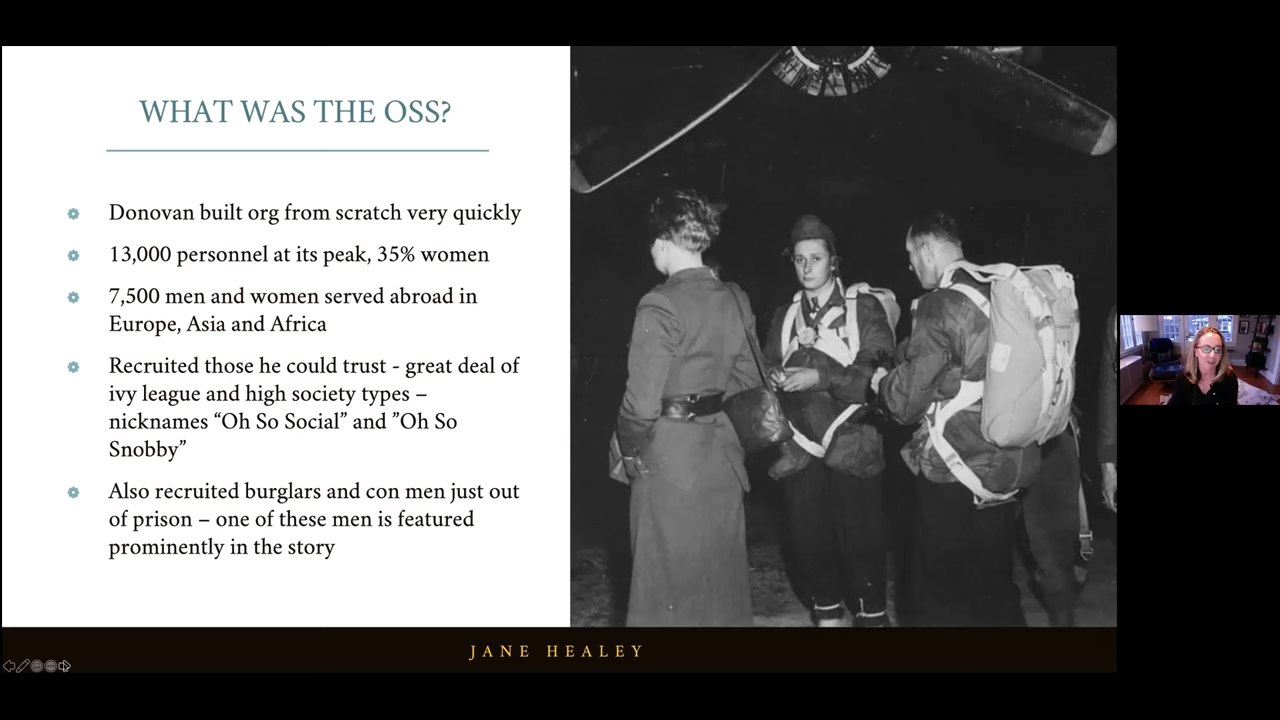 WHAT WAS THE OSS?
Donovan built org from scratch very quickly
13,000 personnel at its peak, 35% women
7,500 men and women served abroad in
Europe, Asia and Africa
Recruited those he could trust - great deal of
ivy league and high society types –
nicknames “Oh So Social” and ”Oh So
Snobby”
Also recruited burglars and con men just out
of prison – one of these men is featured
prominently in the story
JANE HEALEY